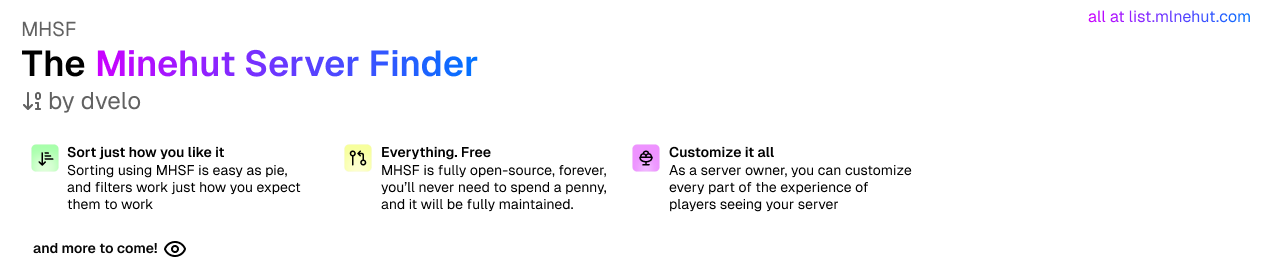 MHSF
all at list.mlnehut.com
The Minehut Server Finder
by dvelo
Sort just how you like it
Sorting using MHSF is easy as pie,
and filters work just how you expect
them to work
Everything. Free
MHSF is fully open-source, forever,
you’ll never need to spend a penny,
and it will be fully maintained.
Customize it all
As a server owner, you can customize
every part of the experience of
players seeing your server
and more to come!